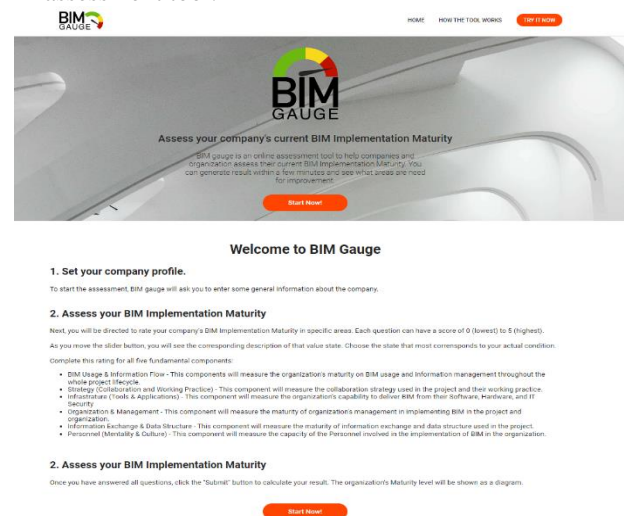 BIM
GAUGE
HOME HOW THE TOOL WORKS TRY IT NOW
BIM
GAUGE
Assess your company's current BIM Implementation Maturity
BIM gauge is an online assessment tool to help companies and
organization assess their current BIM Implementation Maturity. You
can generate result within a few minutes and see what areas are need
for improvement.
Start Now!
Welcome to BIM Gauge
1. Set your company profile.
To start the assessment, BIM gauge will ask you to enter some general information about the company.
2. Assess your BIM Implementation Maturity
Next, you will be directed to rate your company's BIM Implementation Maturity in specific areas. Each question can have a score of 0 (lowest) to 5 (highest).
As you move the slider button, you will see the corresponding description of that value state. Choose the state that most corrensponds to your actual condition.
Complete this rating for all five fundamental components:
• BIM Usage & Information Flow - This component will measure the organization's maturity on BIM usage and Information management throughout the
whole project lifecycle.
• Strategy (Collaboration and Working Practice) - This component will measure the collaboration strategy used in the project and their working practice.
• Infrastrature (Tools & Applications) - This component will measure the organization's capability to deliver BIM from their Software, Hardware, and IT
Security
• Organization & Management - This component will measure the maturity of organization's management in implementing BIM in the project and
organization.
• Information Exchange & Data Structure - This component will measure the maturity of information exchange and data structure used in the project.
• Personnel (Mentality & Culture) - This component will measure the capacity of the Personnel involved in the implementation of BIM in the organization.
2. Assess your BIM Implementation Maturity
Once you have answered all questions, click the "Submit" button to calculate your result. The organization's Maturity level will be shown as a diagram.
Start Now!